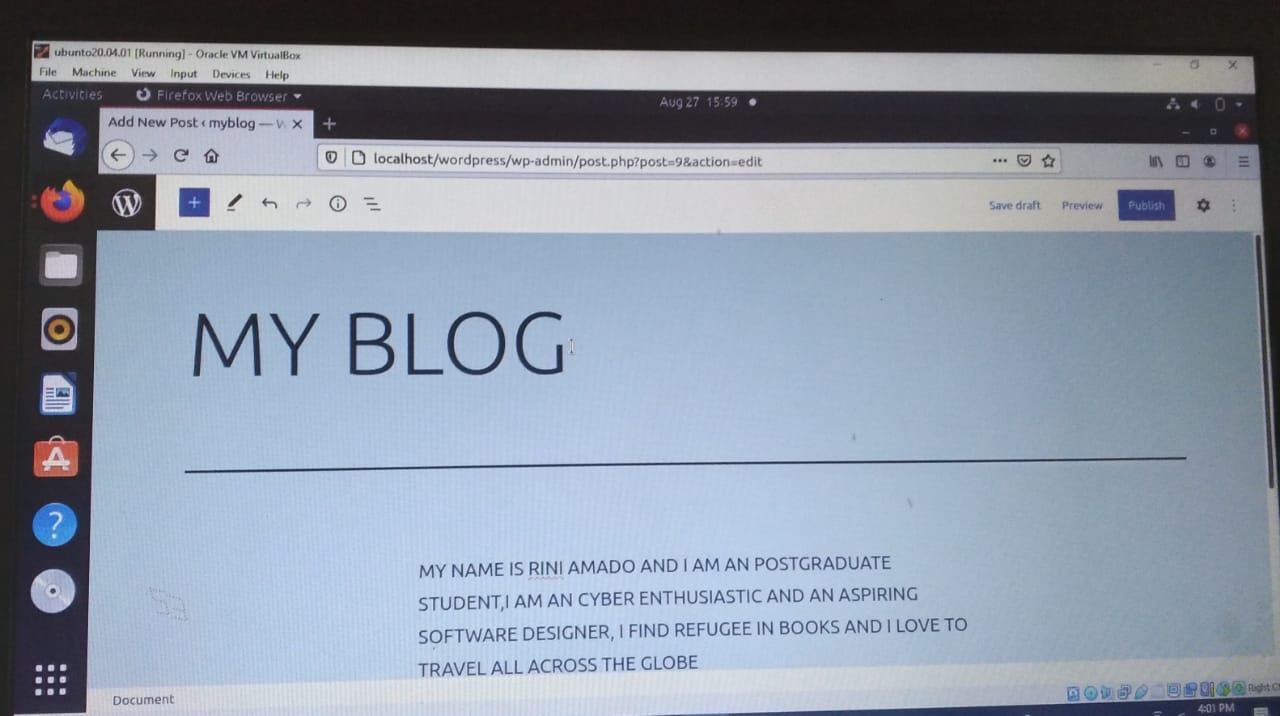 ubunto20.04.01 [Running] - Oracle VM VirtualBox
File Machine View Input Devices Help
Activities Firefox Web Browser Aug 27 15:59
Add New Post ‹ myblog — W
localhost/wordpress/wp-admin/post.php?post=9&action=edit
Save draft Preview Publish
MY BLOG
MY NAME IS RINI AMADO AND I AM AN POSTGRADUATE
STUDENT,I AM AN CYBER ENTHUSIASTIC AND AN ASPIRING
SOFTWARE DESIGNER, I FIND REFUGEE IN BOOKS AND I LOVE TO
TRAVEL ALL ACROSS THE GLOBE
Document
Right C
4:01 PM